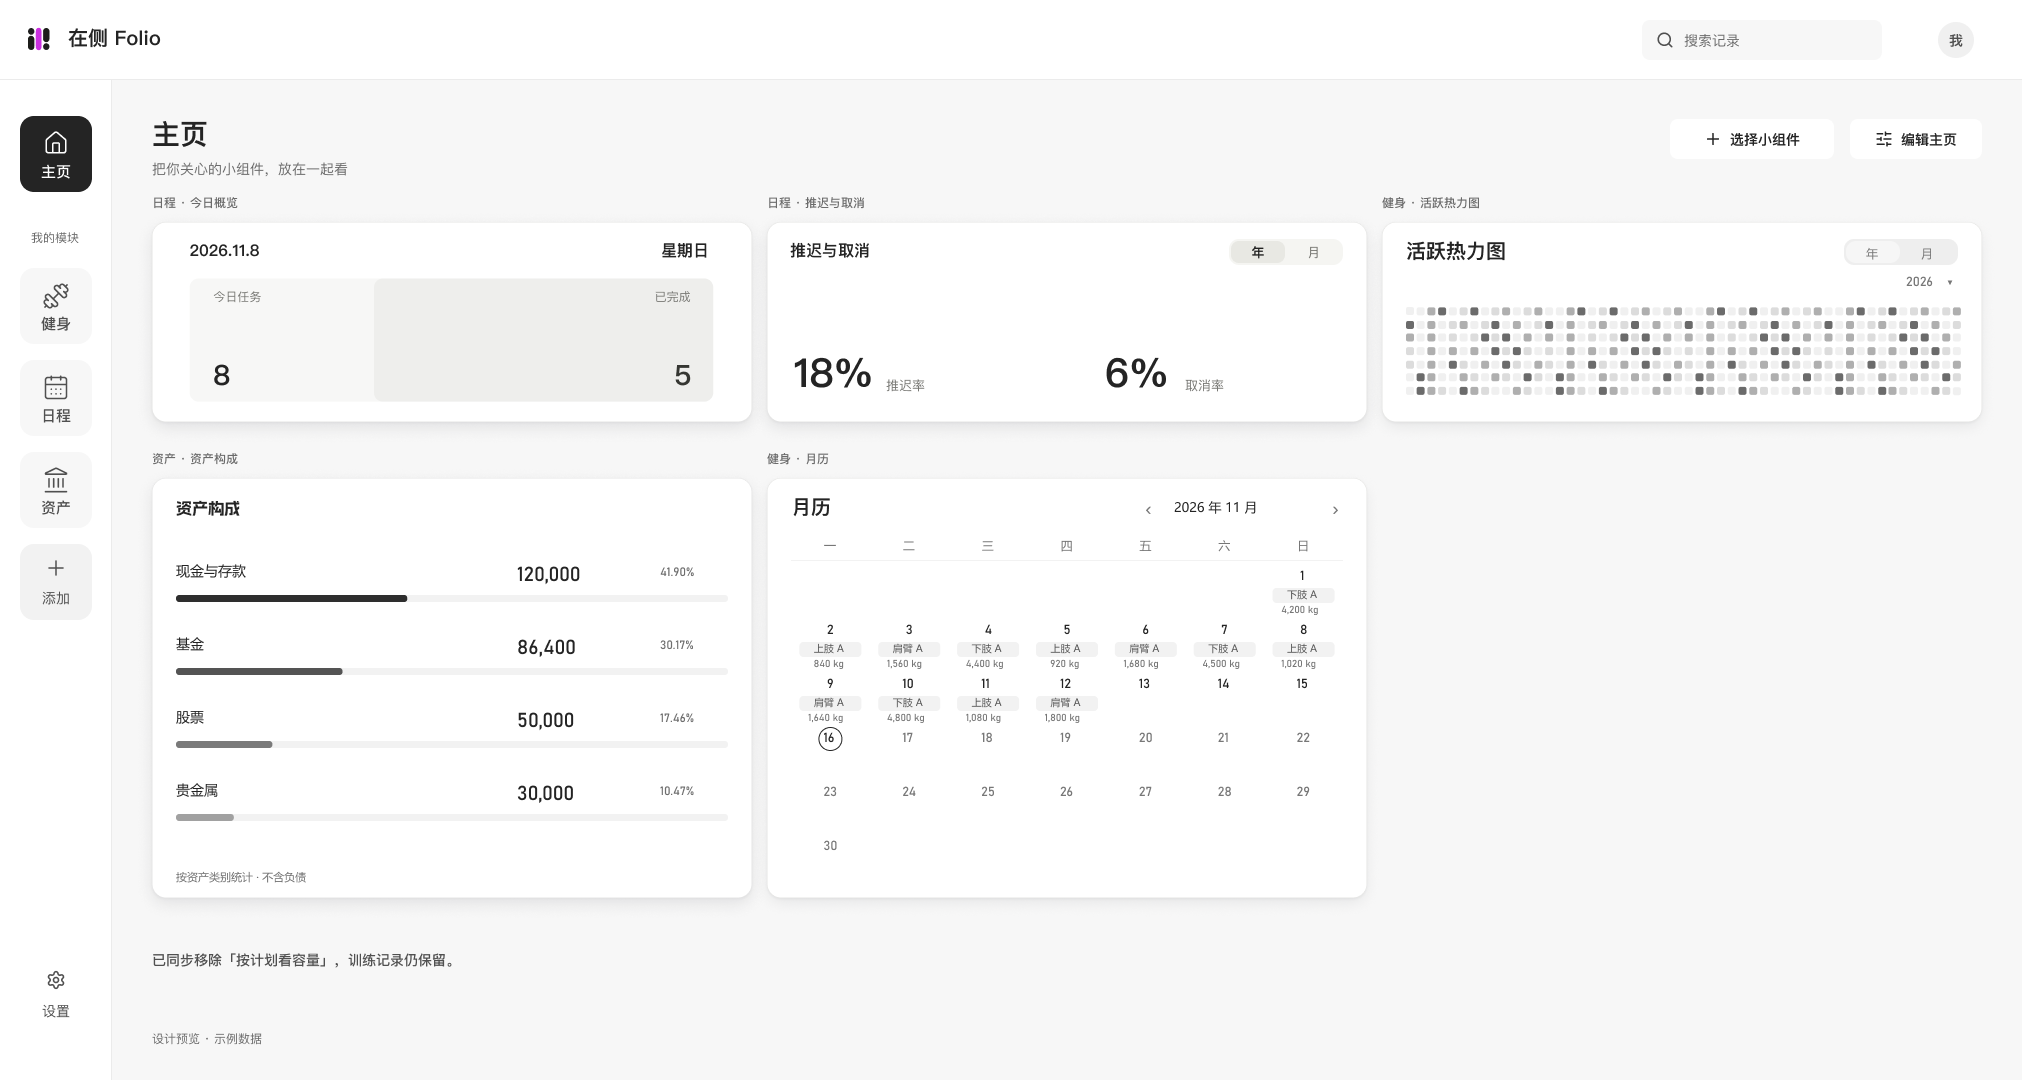 在侧 Folio
搜索记录
我
主页
我的模块
健身
日程
资产
添加
设置
主页
把你关心的小组件，放在一起看
选择小组件
编辑主页
日程 · 今日概览
2026.11.8
星期日
今日任务
已完成
8
5
日程 · 推迟与取消
推迟与取消
年
月
18% 推迟率
6% 取消率
健身 · 活跃热力图
活跃热力图
年
月
2026
资产 · 资产构成
资产构成
现金与存款 120,000 41.90%
基金 86,400 30.17%
股票 50,000 17.46%
贵金属 30,000 10.47%
按资产类别统计 · 不含负债
健身 · 月历
月历
‹ 2026 年 11 月 ›
一 二 三 四 五 六 日
1
下肢 A
4,200 kg
2 3 4 5 6 7 8
上肢 A 肩臂 A 下肢 A 上肢 A 肩臂 A 下肢 A 上肢 A
840 kg 1,560 kg 4,400 kg 920 kg 1,680 kg 4,500 kg 1,020 kg
9 10 11 12 13 14 15
肩臂 A 下肢 A 上肢 A 肩臂 A
1,640 kg 4,800 kg 1,080 kg 1,800 kg
16 17 18 19 20 21 22
23 24 25 26 27 28 29
30
已同步移除「按计划看容量」，训练记录仍保留。
设计预览 · 示例数据